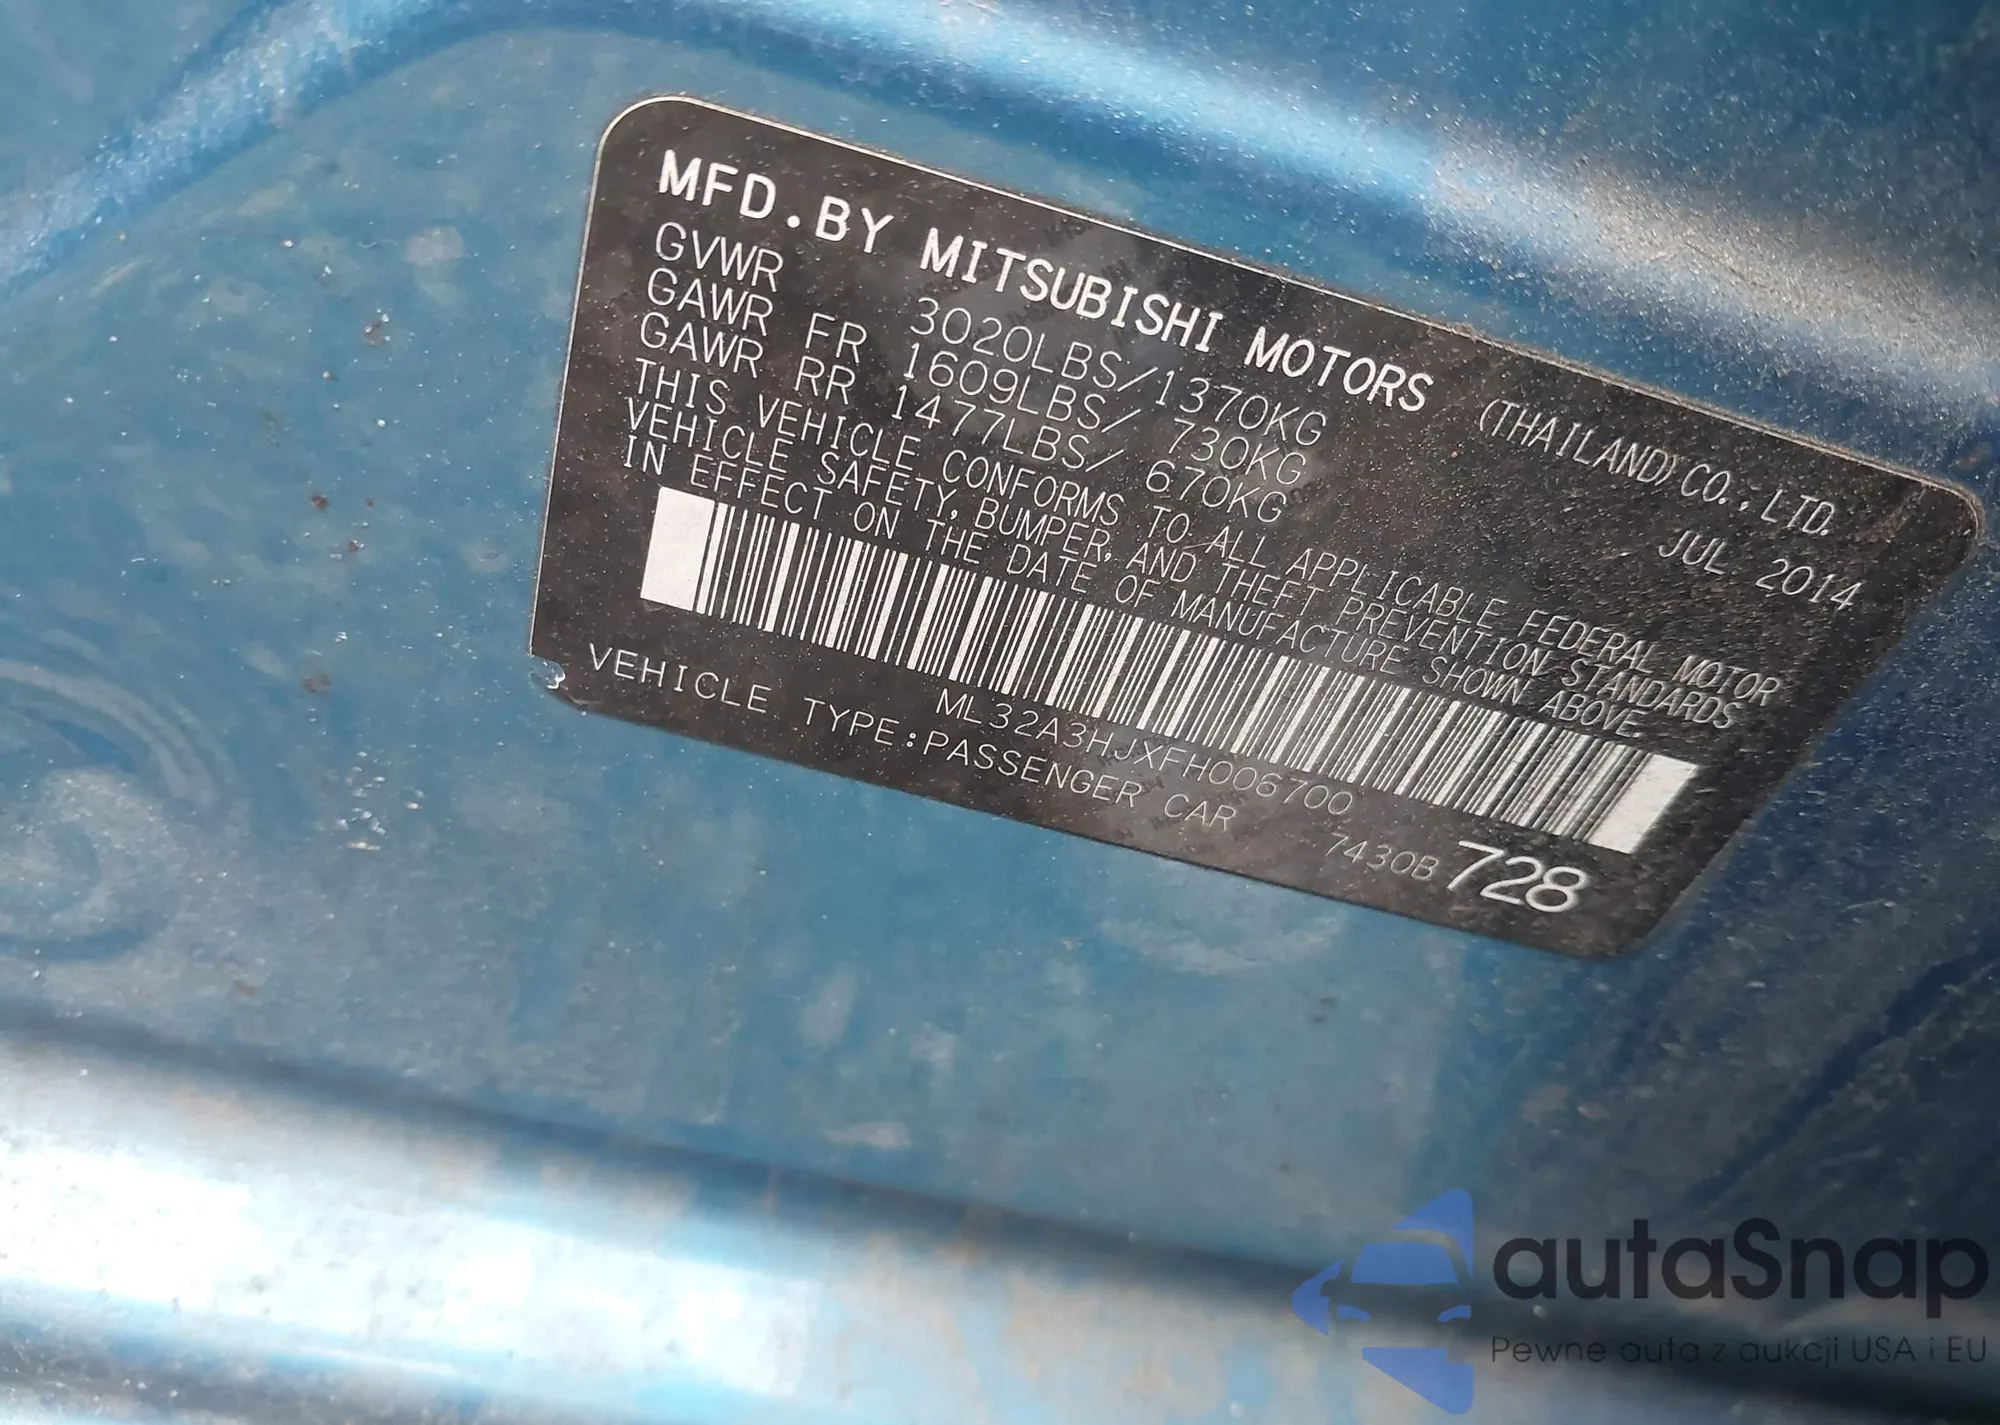 MFD.BY MITSUBISHI MOTORS (THAILAND)CO.,LTD.
GVWR 3020LBS/1370KG JUL 2014
GAWR FR 1609LBS/ 730KG
GAWR RR 1477LBS/ 670KG
THIS VEHICLE CONFORMS TO ALL APPLICABLE FEDERAL MOTOR
VEHICLE SAFETY, BUMPER, AND THEFT PREVENTION STANDARDS
IN EFFECT ON THE DATE OF MANUFACTURE SHOWN ABOVE.
ML32A3HJXFH006700
VEHICLE TYPE:PASSENGER CAR 7430B 728
autaSnap
Pewne auta z aukcji USA i EU